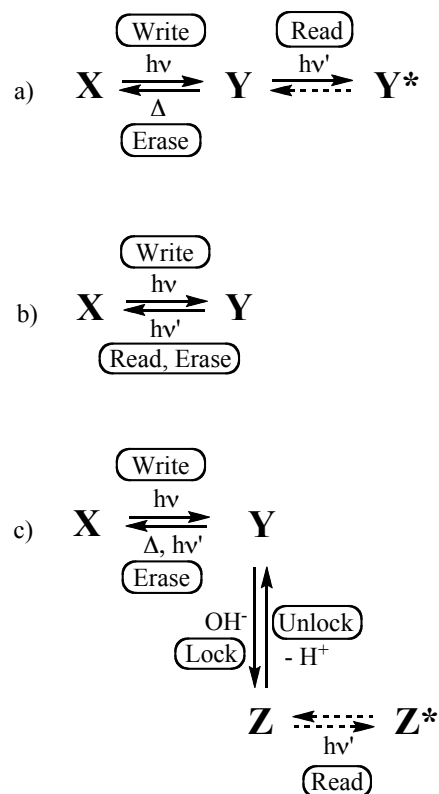 Write Read
hν hν'
a) X Y Y*
Δ
Erase
Write
hν
b) X Y
hν'
Read, Erase
Write
hν
c) X Y
Δ, hν'
Erase
OH⁻ Unlock
Lock - H⁺
Z Z*
hν'
Read